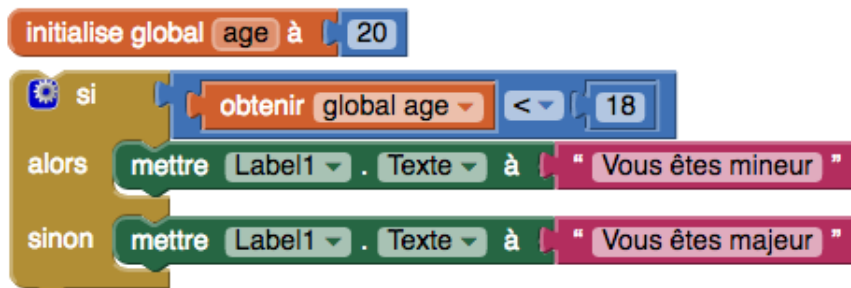 initialise global age à 20
si obtenir global age < 18
alors mettre Label1 . Texte à " Vous êtes mineur "
sinon mettre Label1 . Texte à " Vous êtes majeur "